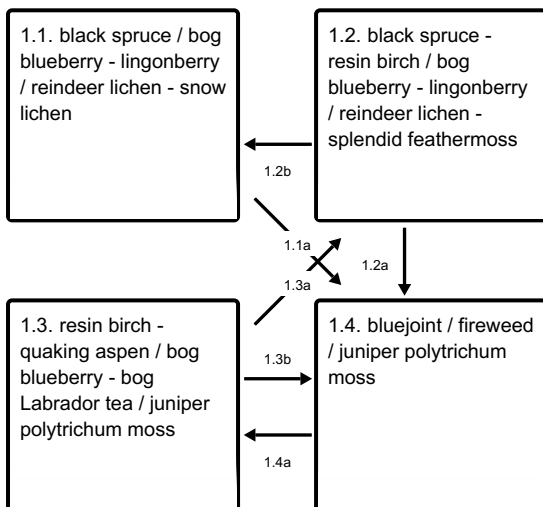 1.1. black spruce / bog
blueberry - lingonberry
/ reindeer lichen - snow
lichen
1.2. black spruce -
resin birch / bog
blueberry - lingonberry
/ reindeer lichen -
splendid feathermoss
1.2b
1.1a
1.3a
1.2a
1.3. resin birch -
quaking aspen / bog
blueberry - bog
Labrador tea / juniper
polytrichum moss
1.3b
1.4a
1.4. bluejoint / fireweed
/ juniper polytrichum
moss